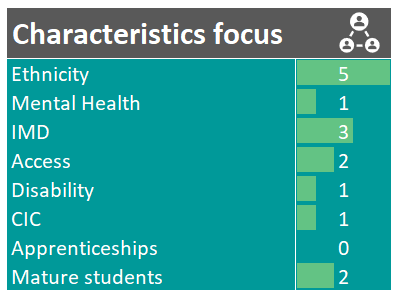 Characteristics focus
Ethnicity 5
Mental Health 1
IMD 3
Access 2
Disability 1
CIC 1
Apprenticeships 0
Mature students 2